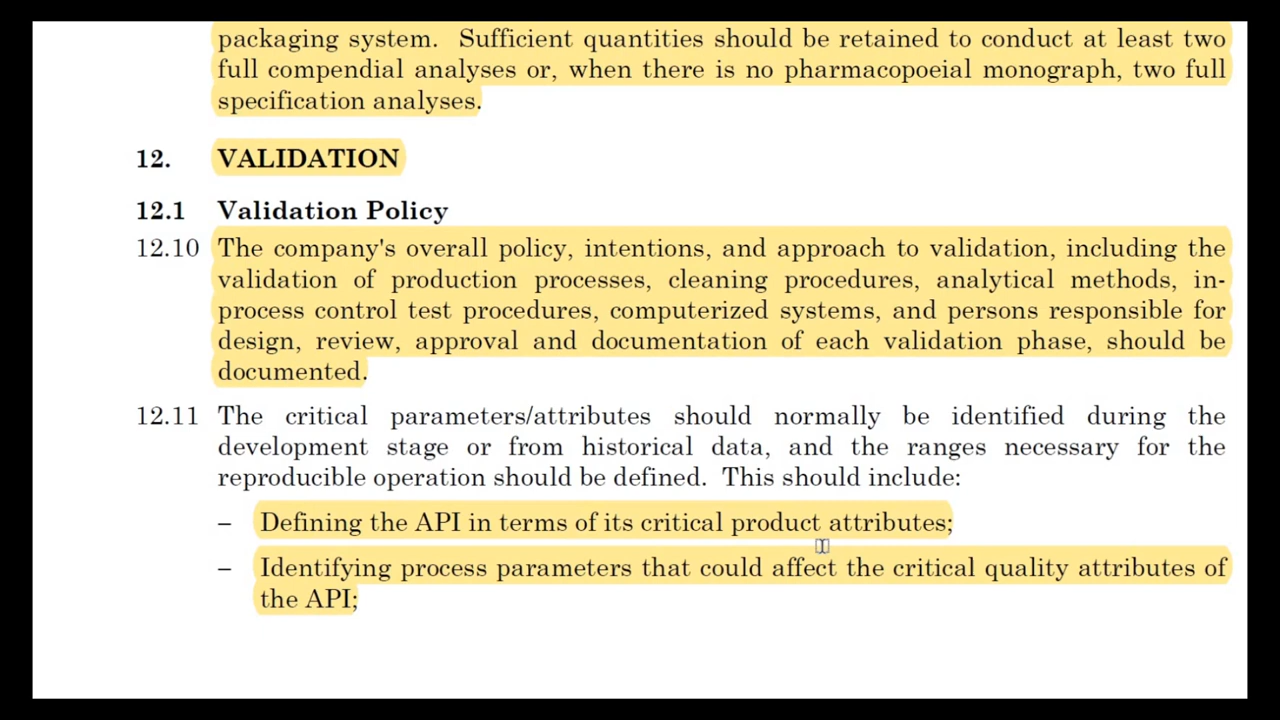 packaging system. Sufficient quantities should be retained to conduct at least two
full compendial analyses or, when there is no pharmacopoeial monograph, two full
specification analyses.
12. VALIDATION
12.1 Validation Policy
12.10 The company's overall policy, intentions, and approach to validation, including the
validation of production processes, cleaning procedures, analytical methods, in-
process control test procedures, computerized systems, and persons responsible for
design, review, approval and documentation of each validation phase, should be
documented.
12.11 The critical parameters/attributes should normally be identified during the
development stage or from historical data, and the ranges necessary for the
reproducible operation should be defined. This should include:
– Defining the API in terms of its critical product attributes;
– Identifying process parameters that could affect the critical quality attributes of
the API;